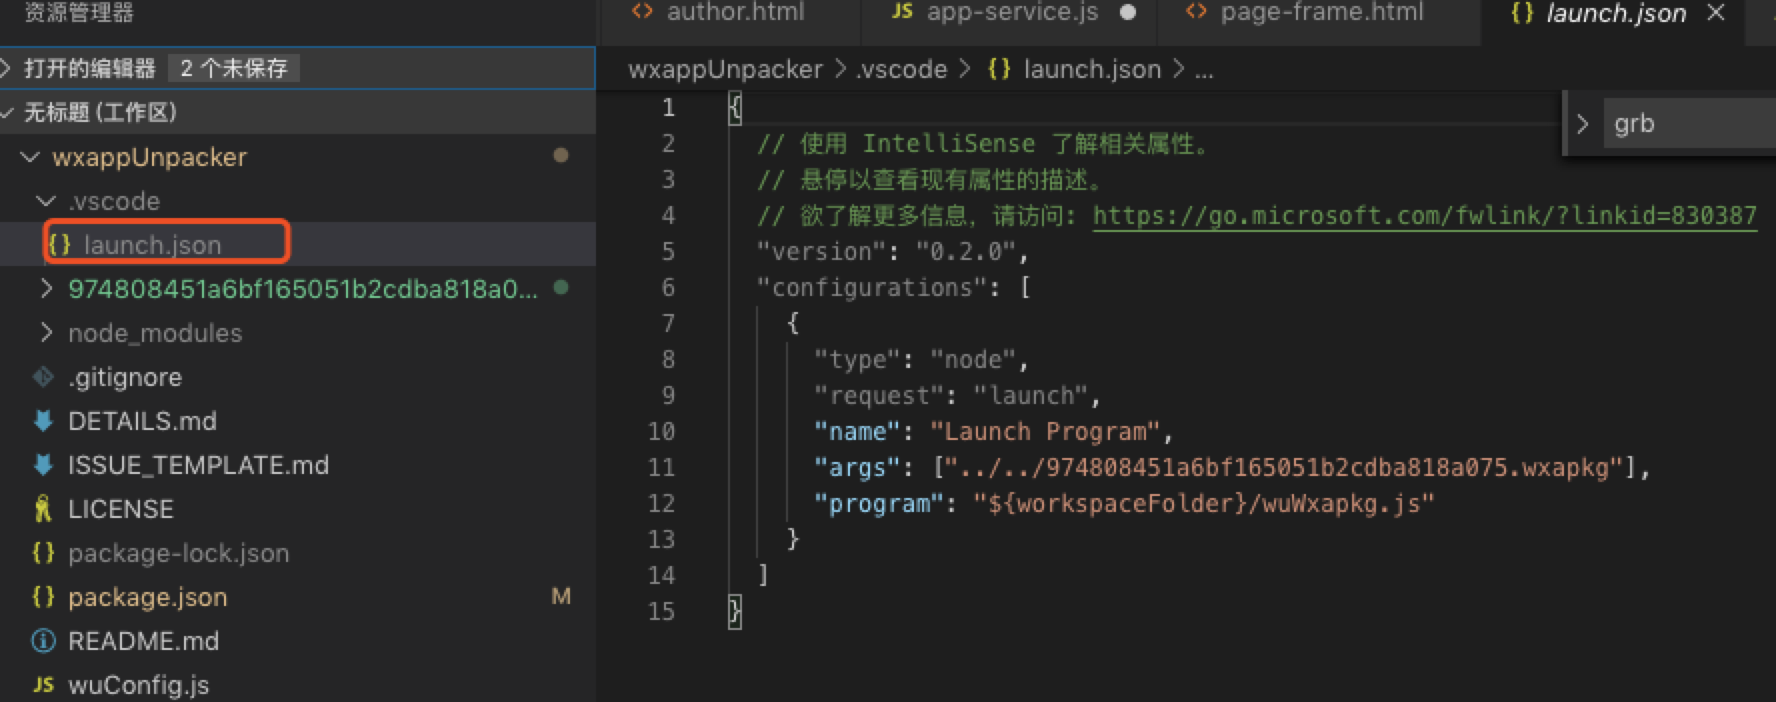 资源管理器
打开的编辑器 2 个未保存
无标题 (工作区)
wxappUnpacker
.vscode
{} launch.json
974808451a6bf165051b2cdba818a0...
node_modules
.gitignore
DETAILS.md
ISSUE_TEMPLATE.md
LICENSE
{} package-lock.json
{} package.json M
README.md
JS wuConfig.js
<> author.html JS app-service.js <> page-frame.html {} launch.json
wxappUnpacker > .vscode > {} launch.json > ...
grb
1 {
2 // 使用 IntelliSense 了解相关属性。
3 // 悬停以查看现有属性的描述。
4 // 欲了解更多信息，请访问: https://go.microsoft.com/fwlink/?linkid=830387
5 "version": "0.2.0",
6 "configurations": [
7 {
8 "type": "node",
9 "request": "launch",
10 "name": "Launch Program",
11 "args": ["../../974808451a6bf165051b2cdba818a075.wxapkg"],
12 "program": "${workspaceFolder}/wuWxapkg.js"
13 }
14 ]
15 }